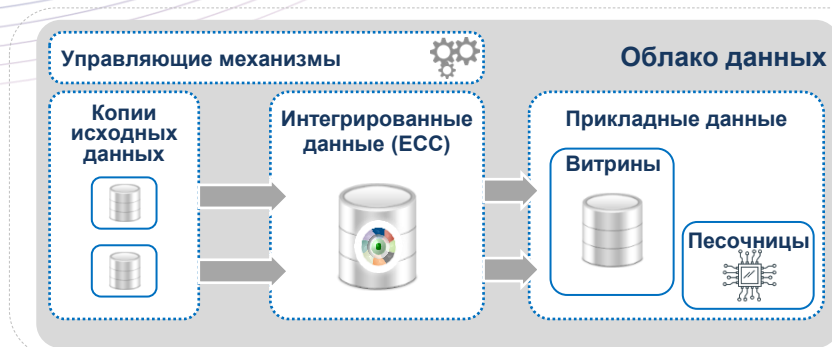 Управляющие механизмы
Облако данных
Копии
исходных
данных
Интегрированные
данные (ЕСС)
Прикладные данные
Витрины
Песочницы